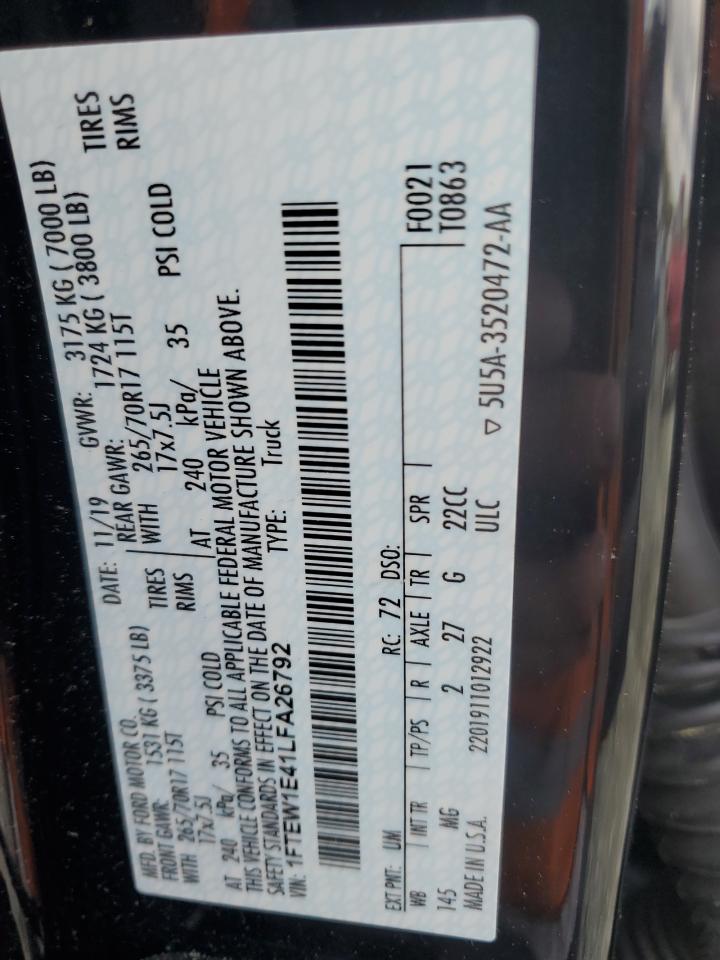 MFD. BY FORD MOTOR CO.
DATE: 11/19 GVWR: 3175 KG ( 7000 LB)
FRONT GAWR: 1531 KG ( 3375 LB) REAR GAWR: 1724 KG ( 3800 LB)
WITH 265/70R17 115T TIRES WITH 265/70R17 115T TIRES
17x7.5J RIMS 17x7.5J RIMS
AT 240 kPa/ 35 PSI COLD AT 240 kPa/ 35 PSI COLD
THIS VEHICLE CONFORMS TO ALL APPLICABLE FEDERAL MOTOR VEHICLE
SAFETY STANDARDS IN EFFECT ON THE DATE OF MANUFACTURE SHOWN ABOVE.
VIN: 1FTEW1E41LFA26792 TYPE: Truck
EXT PNT: UM RC: 72 DSO:
WB INT TR TP/PS R AXLE TR SPR F0021
145 MG 2 27 G 22CC T0863
MADE IN U.S.A. 2201911012922 ULC
▽ 5U5A-3520472-AA